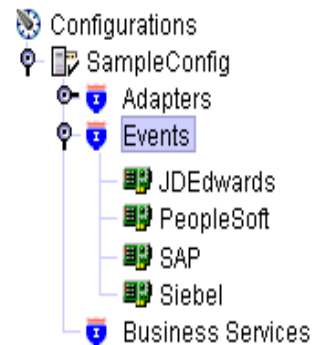 Configurations
SampleConfig
Adapters
Events
JDEdwards
PeopleSoft
SAP
Siebel
Business Services